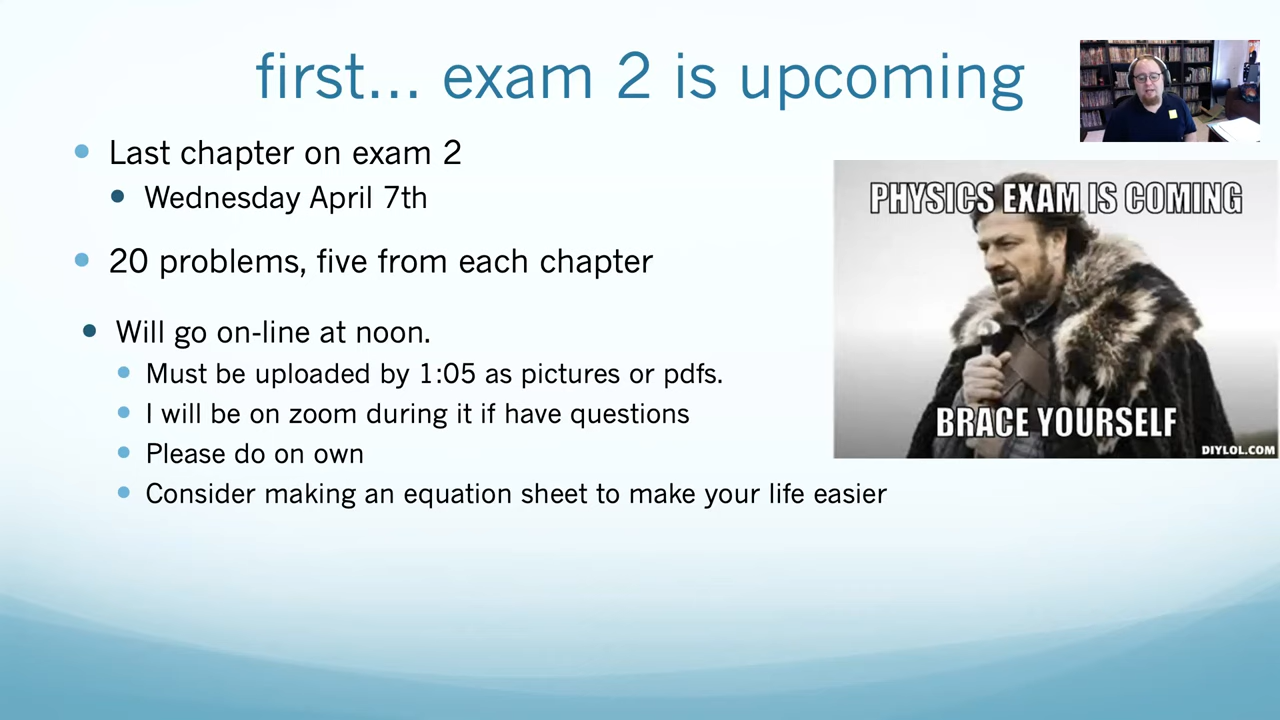 first... exam 2 is upcoming
Last chapter on exam 2
Wednesday April 7th
20 problems, five from each chapter
Will go on-line at noon.
Must be uploaded by 1:05 as pictures or pdfs.
I will be on zoom during it if have questions
Please do on own
Consider making an equation sheet to make your life easier
PHYSICS EXAM IS COMING
BRACE YOURSELF
DIYLOL.COM